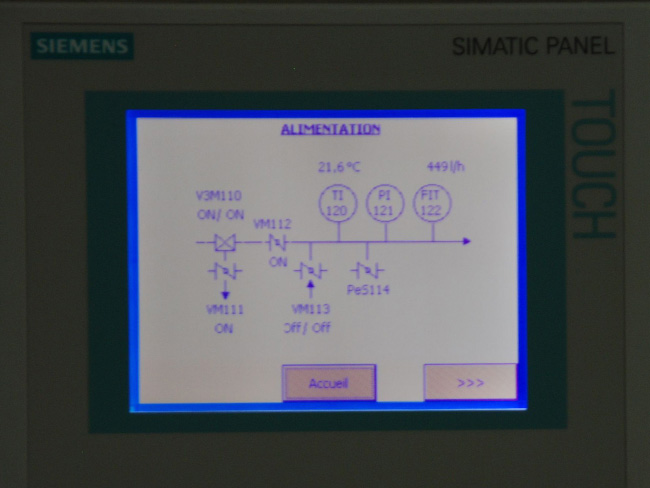 SIEMENS
SIMATIC PANEL
TOUCH
ALIMENTATION
21,6 °C
449 l/h
V3M110
ON/ ON
TI
120
PI
121
FIT
122
VM112
ON
Pe5114
VM111
ON
VM113
Off/ Off
Accueil
>>>